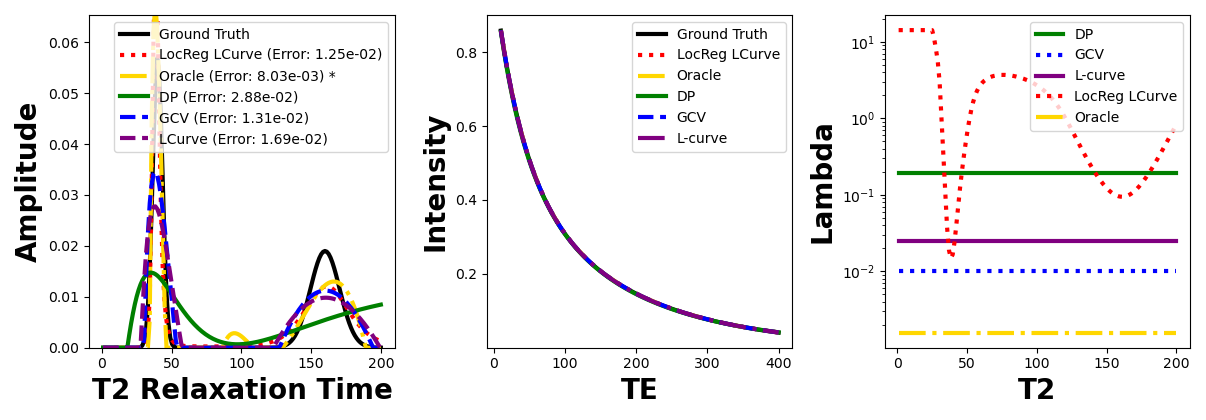 Amplitude
0.06
0.05
0.04
0.03
0.02
0.01
0.00
Ground Truth
LocReg LCurve (Error: 1.25e-02)
Oracle (Error: 8.03e-03) *
DP (Error: 2.88e-02)
GCV (Error: 1.31e-02)
LCurve (Error: 1.69e-02)
0 50 100 150 200
T2 Relaxation Time
Intensity
0.8
0.6
0.4
0.2
Ground Truth
LocReg LCurve
Oracle
DP
GCV
L-curve
0 100 200 300 400
TE
Lambda
10¹
10⁰
10⁻¹
10⁻²
DP
GCV
L-curve
LocReg LCurve
Oracle
0 50 100 150 200
T2